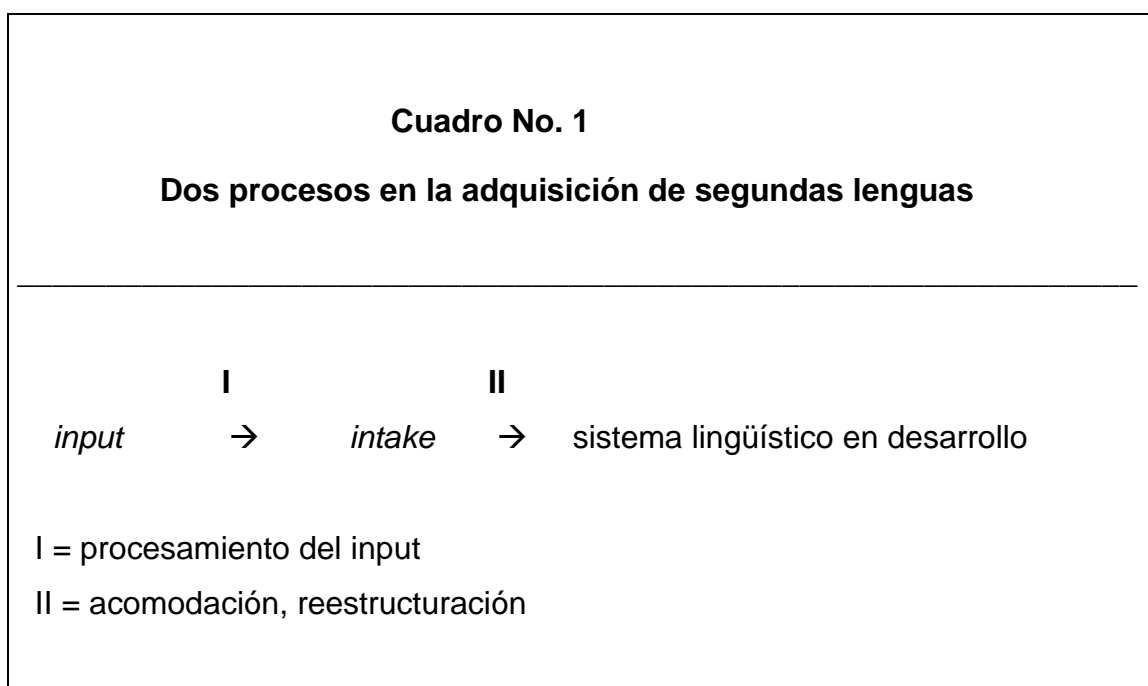 Cuadro No. 1
Dos procesos en la adquisición de segundas lenguas
I II
input → intake → sistema lingüístico en desarrollo
I = procesamiento del input
II = acomodación, reestructuración